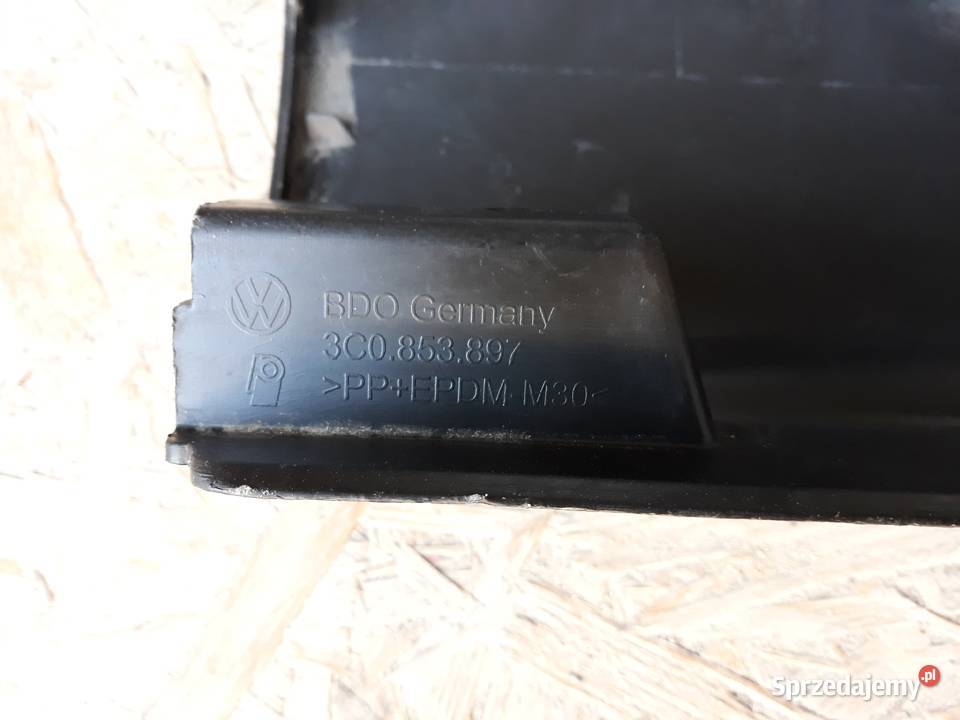 VW
BDO Germany
3C0.853.897
>PP+EPDM-M30<
Sprzedajemy.pl